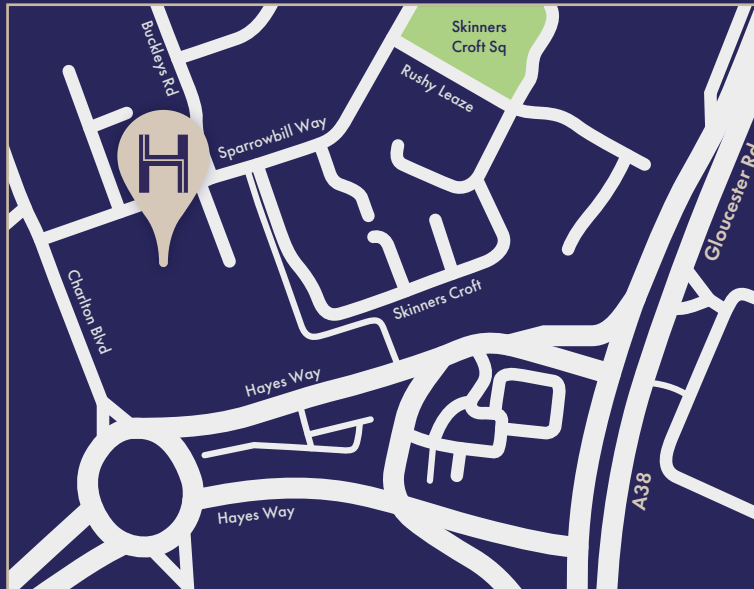 Skinners
Croft Sq
Buckleys Rd
Rushy Leaze
Sparrowbill Way
H
Gloucester Rd
Charlton Blvd
Skinners Croft
Hayes Way
A38
Hayes Way